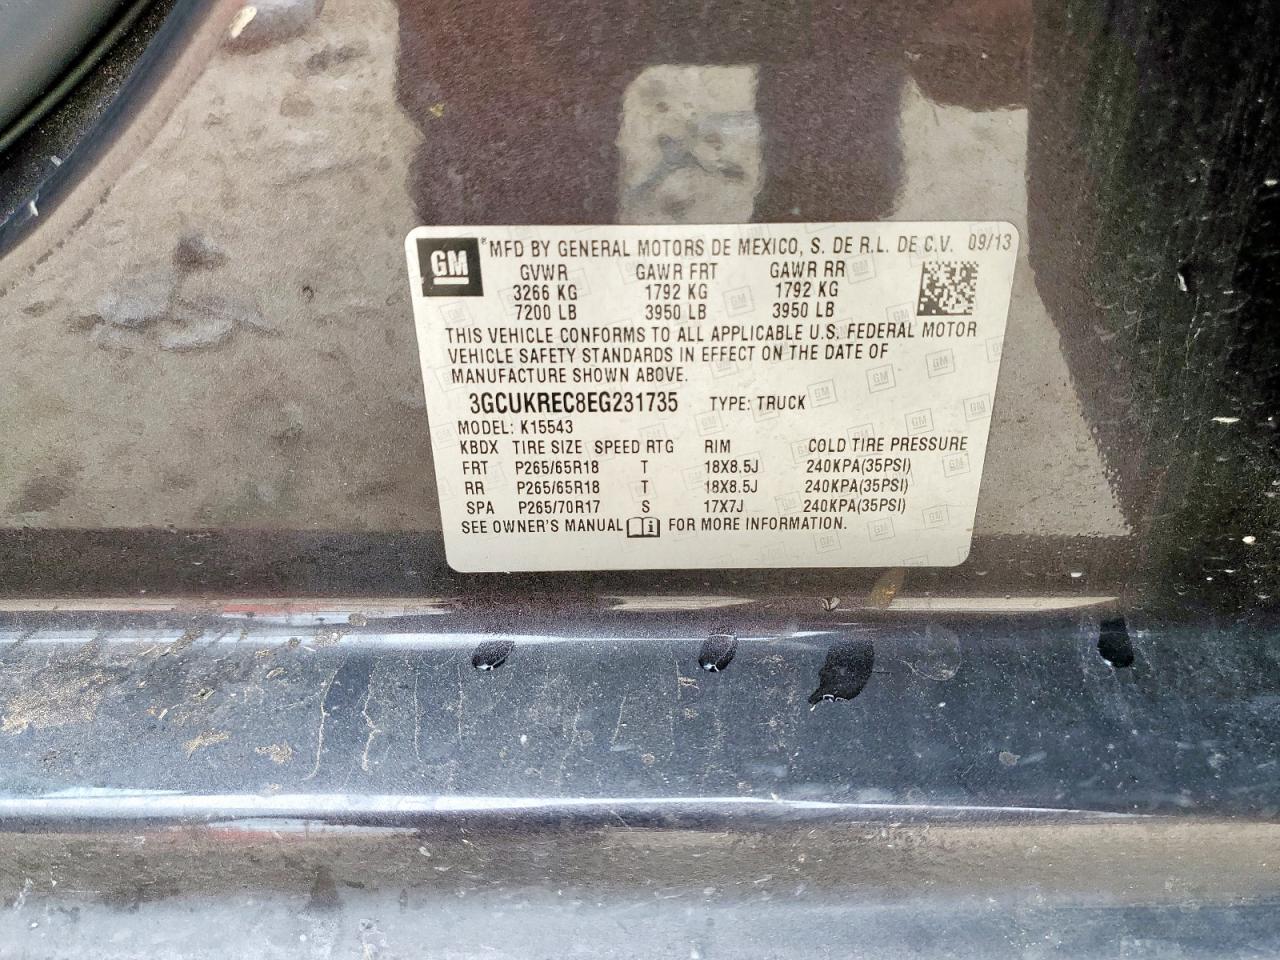 GM ® MFD BY GENERAL MOTORS DE MEXICO, S. DE R.L. DE C.V. 09/13
GVWR GAWR FRT GAWR RR
3266 KG 1792 KG 1792 KG
7200 LB 3950 LB 3950 LB
THIS VEHICLE CONFORMS TO ALL APPLICABLE U.S. FEDERAL MOTOR
VEHICLE SAFETY STANDARDS IN EFFECT ON THE DATE OF
MANUFACTURE SHOWN ABOVE.
3GCUKREC8EG231735 TYPE: TRUCK
MODEL: K15543
KBDX TIRE SIZE SPEED RTG RIM COLD TIRE PRESSURE
FRT P265/65R18 T 18X8.5J 240KPA(35PSI)
RR P265/65R18 T 18X8.5J 240KPA(35PSI)
SPA P265/70R17 S 17X7J 240KPA(35PSI)
SEE OWNER'S MANUAL i FOR MORE INFORMATION.